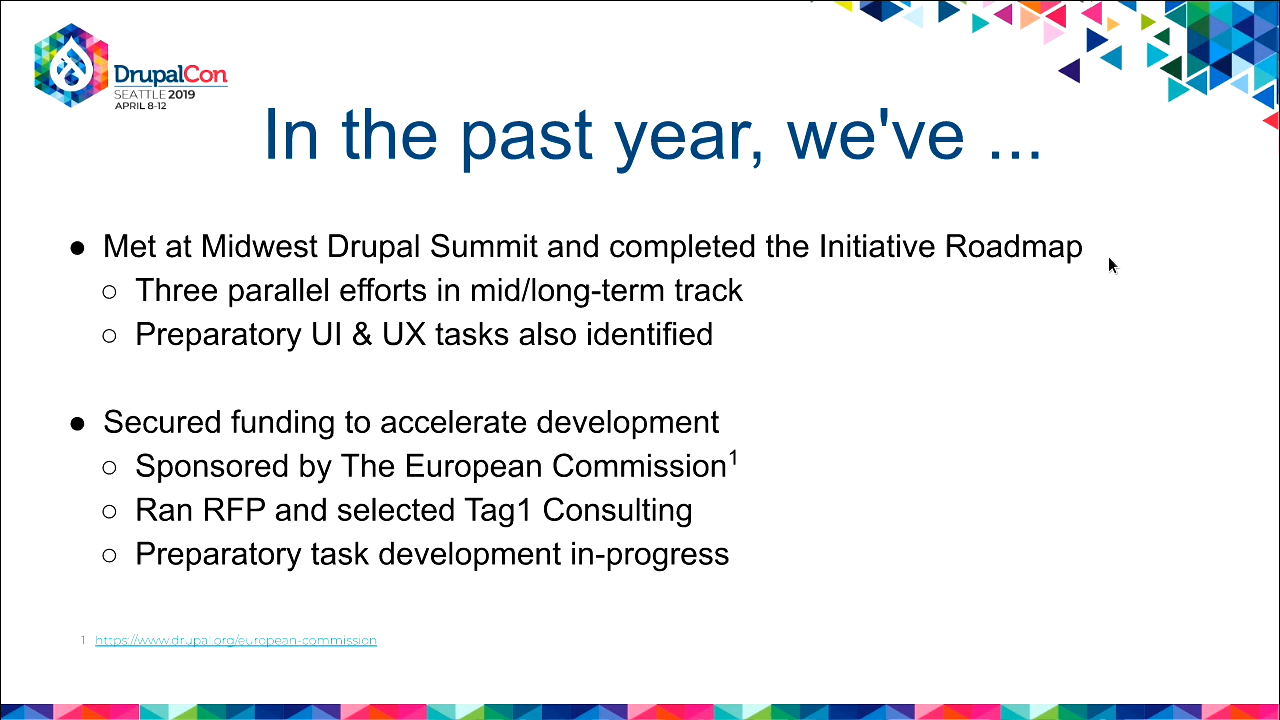 DrupalCon
SEATTLE 2019
APRIL 8-12
In the past year, we've ...
● Met at Midwest Drupal Summit and completed the Initiative Roadmap
○ Three parallel efforts in mid/long-term track
○ Preparatory UI & UX tasks also identified
● Secured funding to accelerate development
○ Sponsored by The European Commission¹
○ Ran RFP and selected Tag1 Consulting
○ Preparatory task development in-progress
1 https://www.drupal.org/european-commission